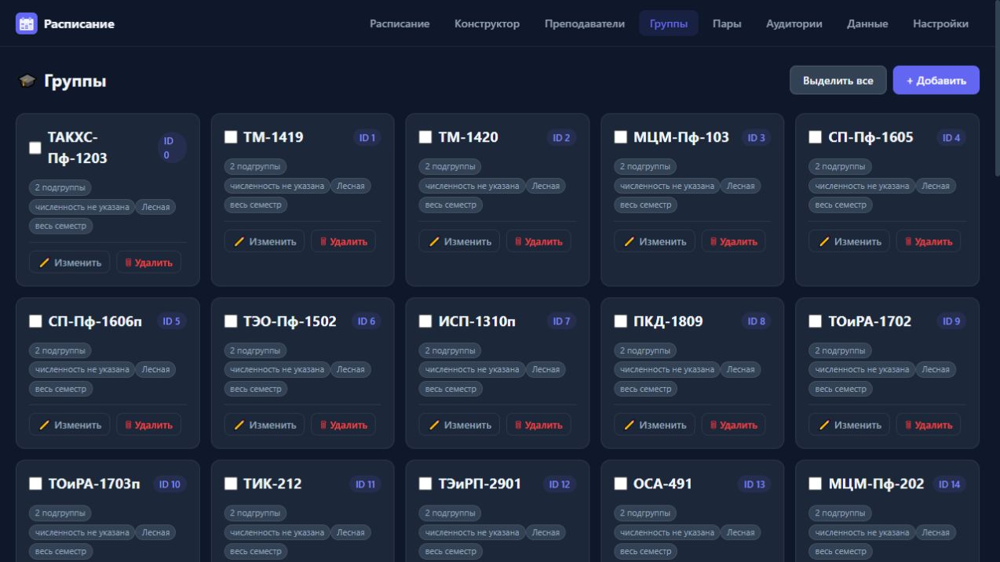 Расписание
Расписание Конструктор Преподаватели Группы Пары Аудитории Данные Настройки
Группы
Выделить все + Добавить
ТАКХС-
Пф-1203
ID
0
2 подгруппы
численность не указана Лесная
весь семестр
Изменить Удалить
ТМ-1419 ID 1
2 подгруппы
численность не указана Лесная
весь семестр
Изменить Удалить
ТМ-1420 ID 2
2 подгруппы
численность не указана Лесная
весь семестр
Изменить Удалить
МЦМ-Пф-103 ID 3
2 подгруппы
численность не указана Лесная
весь семестр
Изменить Удалить
СП-Пф-1605 ID 4
2 подгруппы
численность не указана Лесная
весь семестр
Изменить Удалить
СП-Пф-1606п ID 5
2 подгруппы
численность не указана Лесная
весь семестр
Изменить Удалить
ТЭО-Пф-1502 ID 6
2 подгруппы
численность не указана Лесная
весь семестр
Изменить Удалить
ИСП-1310п ID 7
2 подгруппы
численность не указана Лесная
весь семестр
Изменить Удалить
ПКД-1809 ID 8
2 подгруппы
численность не указана Лесная
весь семестр
Изменить Удалить
ТОиРА-1702 ID 9
2 подгруппы
численность не указана Лесная
весь семестр
Изменить Удалить
ТОиРА-1703п ID 10
2 подгруппы
численность не указана Лесная
весь семестр
ТИК-212 ID 11
2 подгруппы
численность не указана Лесная
весь семестр
ТЭиРП-2901 ID 12
2 подгруппы
численность не указана Лесная
весь семестр
ОСА-491 ID 13
2 подгруппы
численность не указана Лесная
весь семестр
МЦМ-Пф-202 ID 14
2 подгруппы
численность не указана Лесная
весь семестр